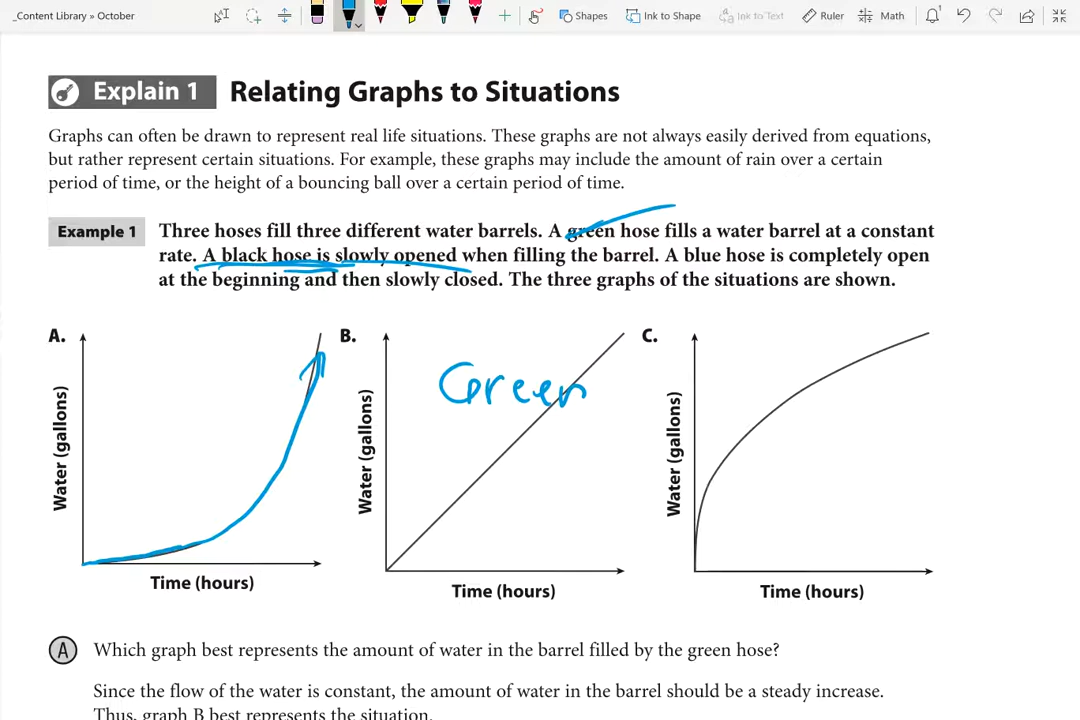 _Content Library » October
Shapes
Ink to Shape
Ink to Text
Ruler
Math
Explain 1 Relating Graphs to Situations
Graphs can often be drawn to represent real life situations. These graphs are not always easily derived from equations,
but rather represent certain situations. For example, these graphs may include the amount of rain over a certain
period of time, or the height of a bouncing ball over a certain period of time.
Example 1 Three hoses fill three different water barrels. A green hose fills a water barrel at a constant
rate. A black hose is slowly opened when filling the barrel. A blue hose is completely open
at the beginning and then slowly closed. The three graphs of the situations are shown.
A.
Water (gallons)
Time (hours)
B.
Green
Water (gallons)
Time (hours)
C.
Water (gallons)
Time (hours)
A Which graph best represents the amount of water in the barrel filled by the green hose?
Since the flow of the water is constant, the amount of water in the barrel should be a steady increase.
Thus, graph B best represents the situation.